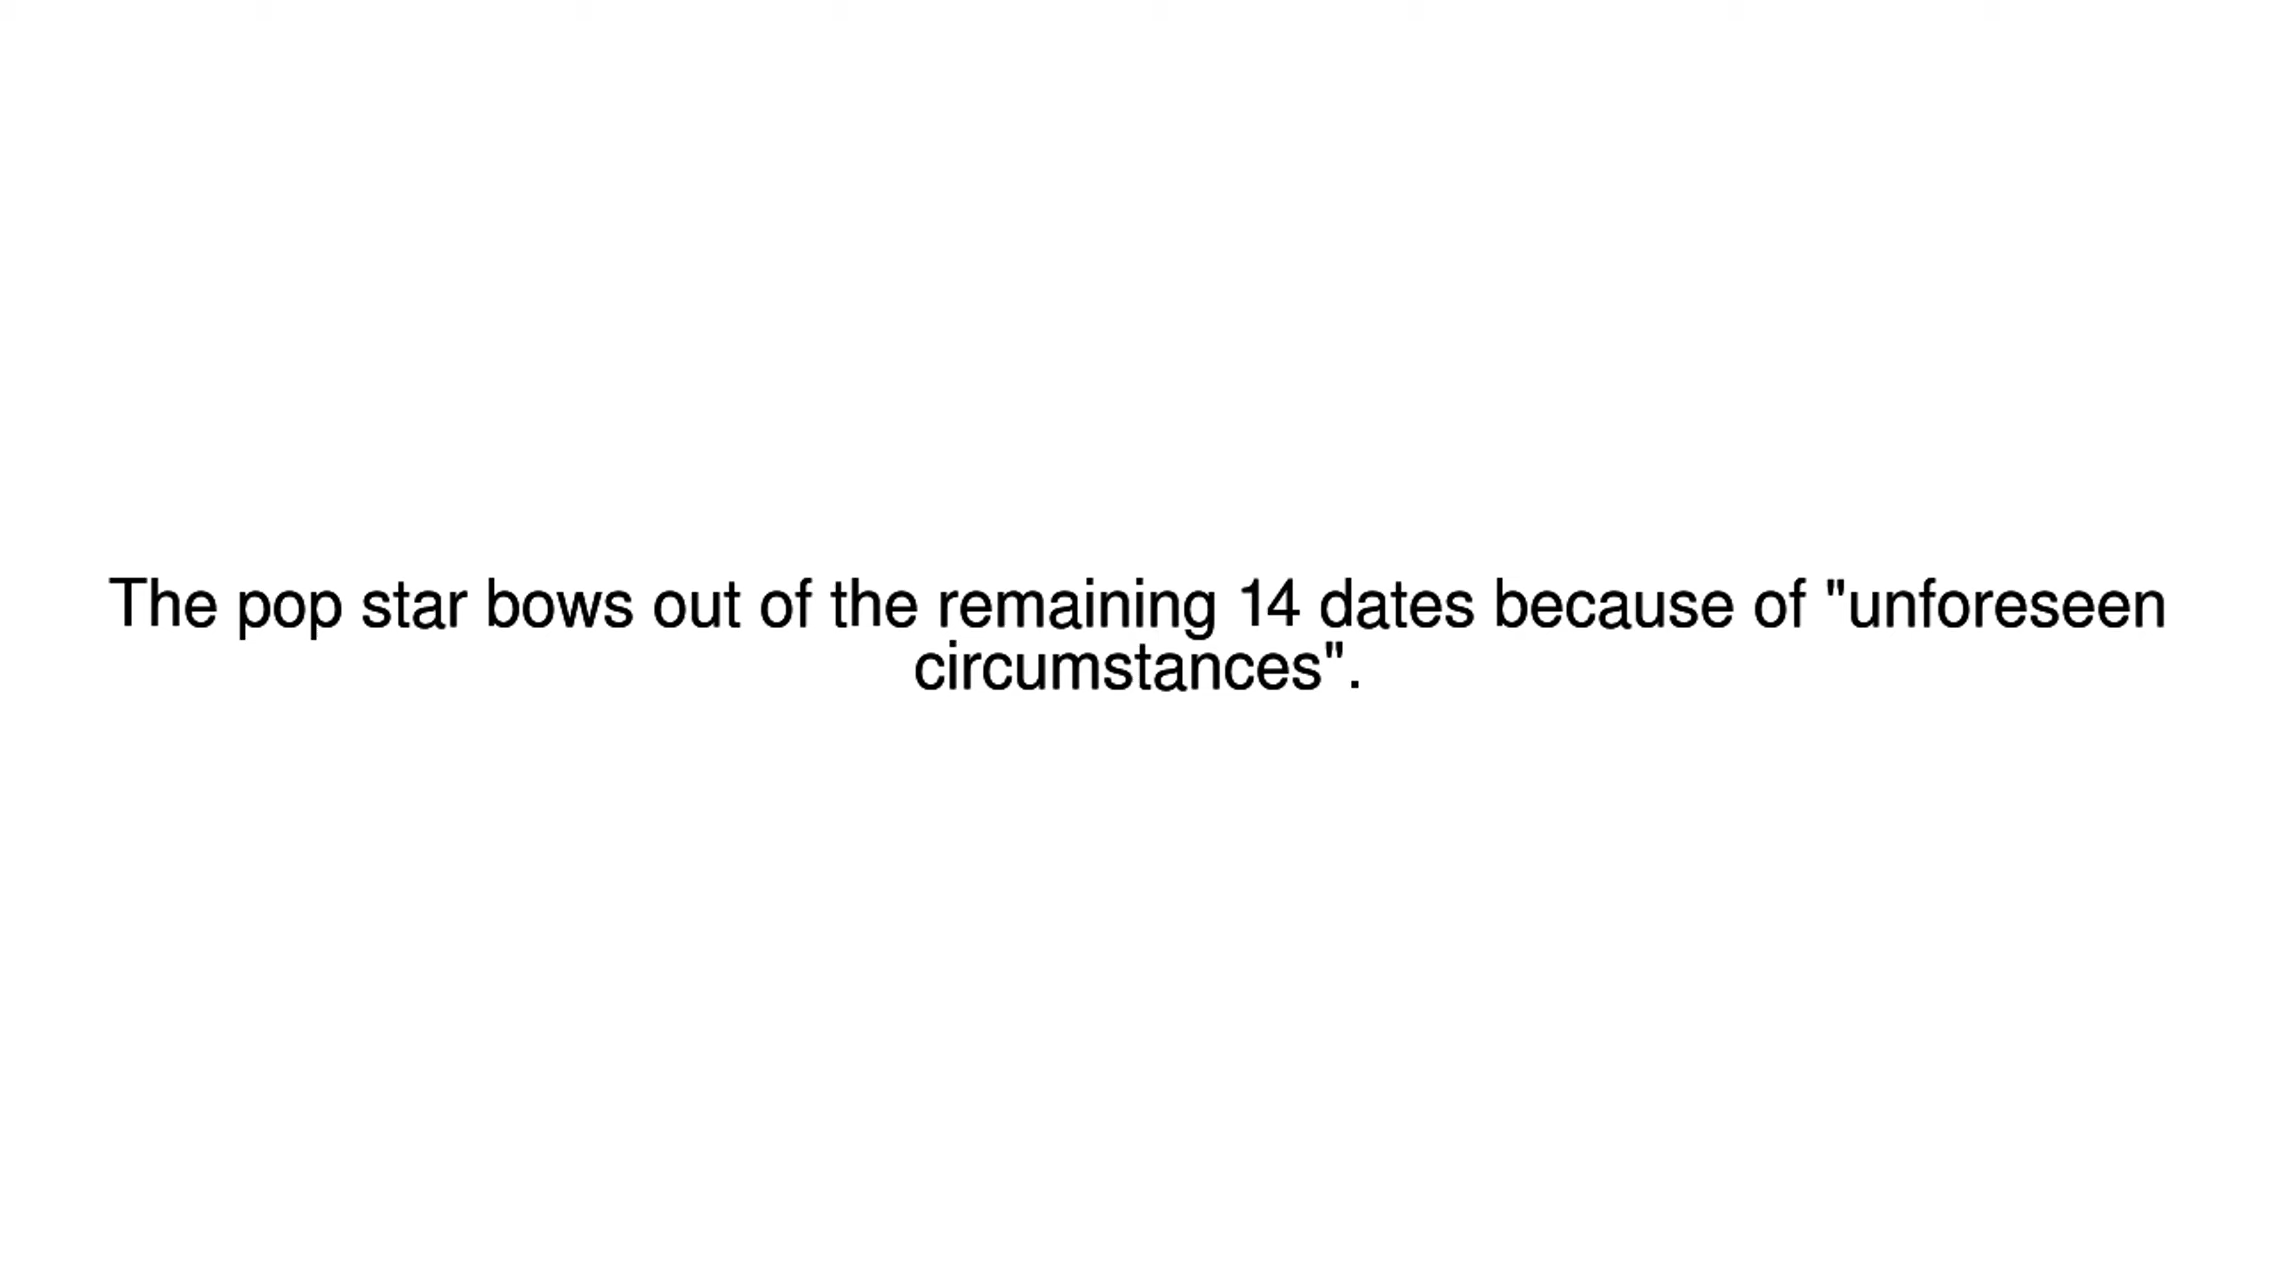 The pop star bows out of the remaining 14 dates because of "unforeseen
circumstances".